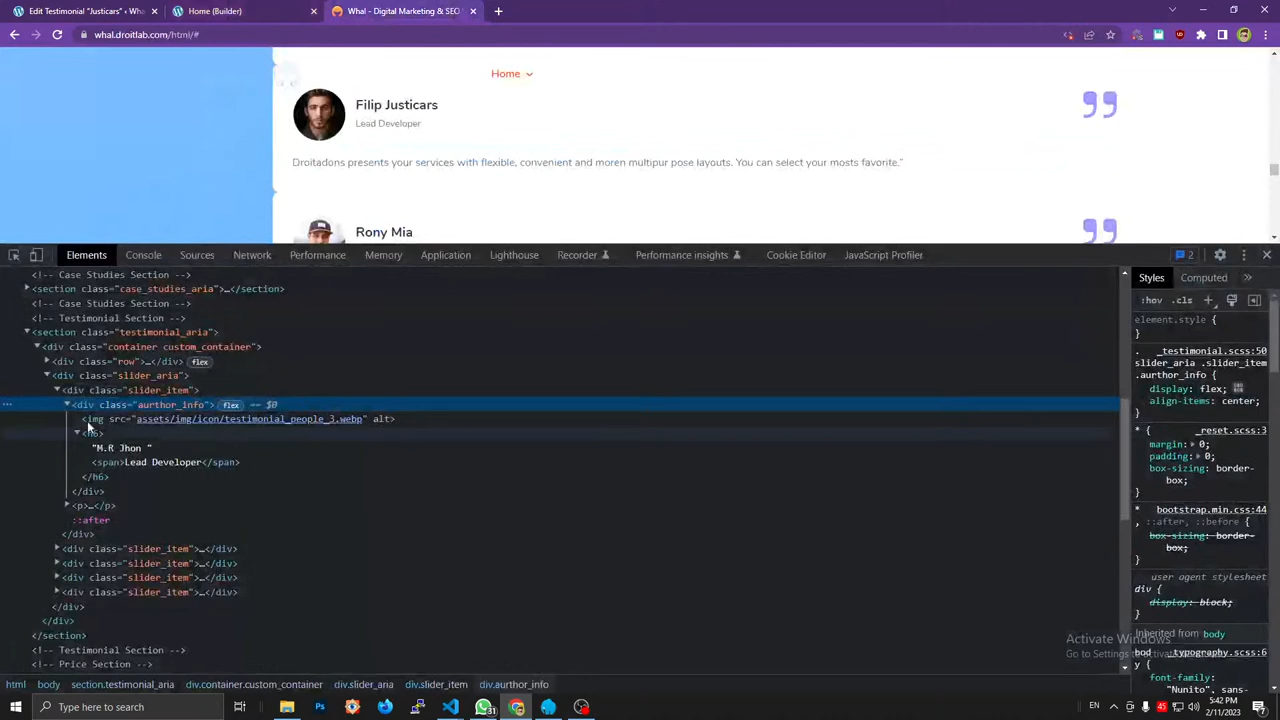 Edit Testimonial "Justicars" ‹ Wh
Home (Builder)
Whal - Digital Marketing & SEO
whal.droitlab.com/html/#
Home
Filip Justicars
Lead Developer
Droitadons presents your services with flexible, convenient and moren multipur pose layouts. You can select your mosts favorite."
Rony Mia
Elements Console Sources Network Performance Memory Application Lighthouse Recorder Performance insights Cookie Editor JavaScript Profiler 2
<!-- Case Studies Section -->
<section class="case_studies_aria">…</section>
<!-- Case Studies Section -->
<!-- Testimonial Section -->
<section class="testimonial_aria">
<div class="container custom_container">
<div class="row">…</div> flex
<div class="slider_aria">
<div class="slider_item">
<div class="aurthor_info"> flex == $0
<img src="assets/img/icon/testimonial_people_3.webp" alt>
<h6>
"M.R Jhon "
<span>Lead Developer</span>
</h6>
</div>
<p>…</p>
::after
</div>
<div class="slider_item">…</div>
<div class="slider_item">…</div>
<div class="slider_item">…</div>
<div class="slider_item">…</div>
</div>
</div>
</section>
<!-- Testimonial Section -->
<!-- Price Section -->
html body section.testimonial_aria div.container.custom_container div.slider_aria div.slider_item div.aurthor_info
Styles Computed »
:hov .cls +
element.style {
}
. _testimonial.scss:50
testimonial_aria .slider_item
.aurthor_info {
display: flex;
align-items: center;
}
* { _reset.scss:3
margin: 0;
padding: 0;
box-sizing: border-
box;
}
* bootstrap.min.css:44
, ::after, ::before {
box-sizing: border-
box;
}
user agent stylesheet
div {
display: block;
}
Inherited from body
body _typography.scss:6
{
font-family:
"Nunito", sans-
Activate Windows
Go to Settings to activate Windows.
Type here to search
EN
45
5:42 PM
2/11/2023